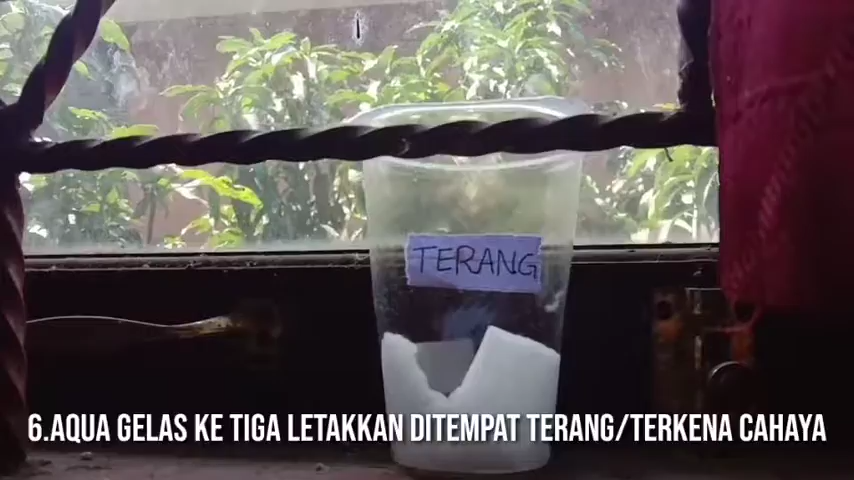 TERANG
6.AQUA GELAS KE TIGA LETAKKAN DITEMPAT TERANG/TERKENA CAHAYA